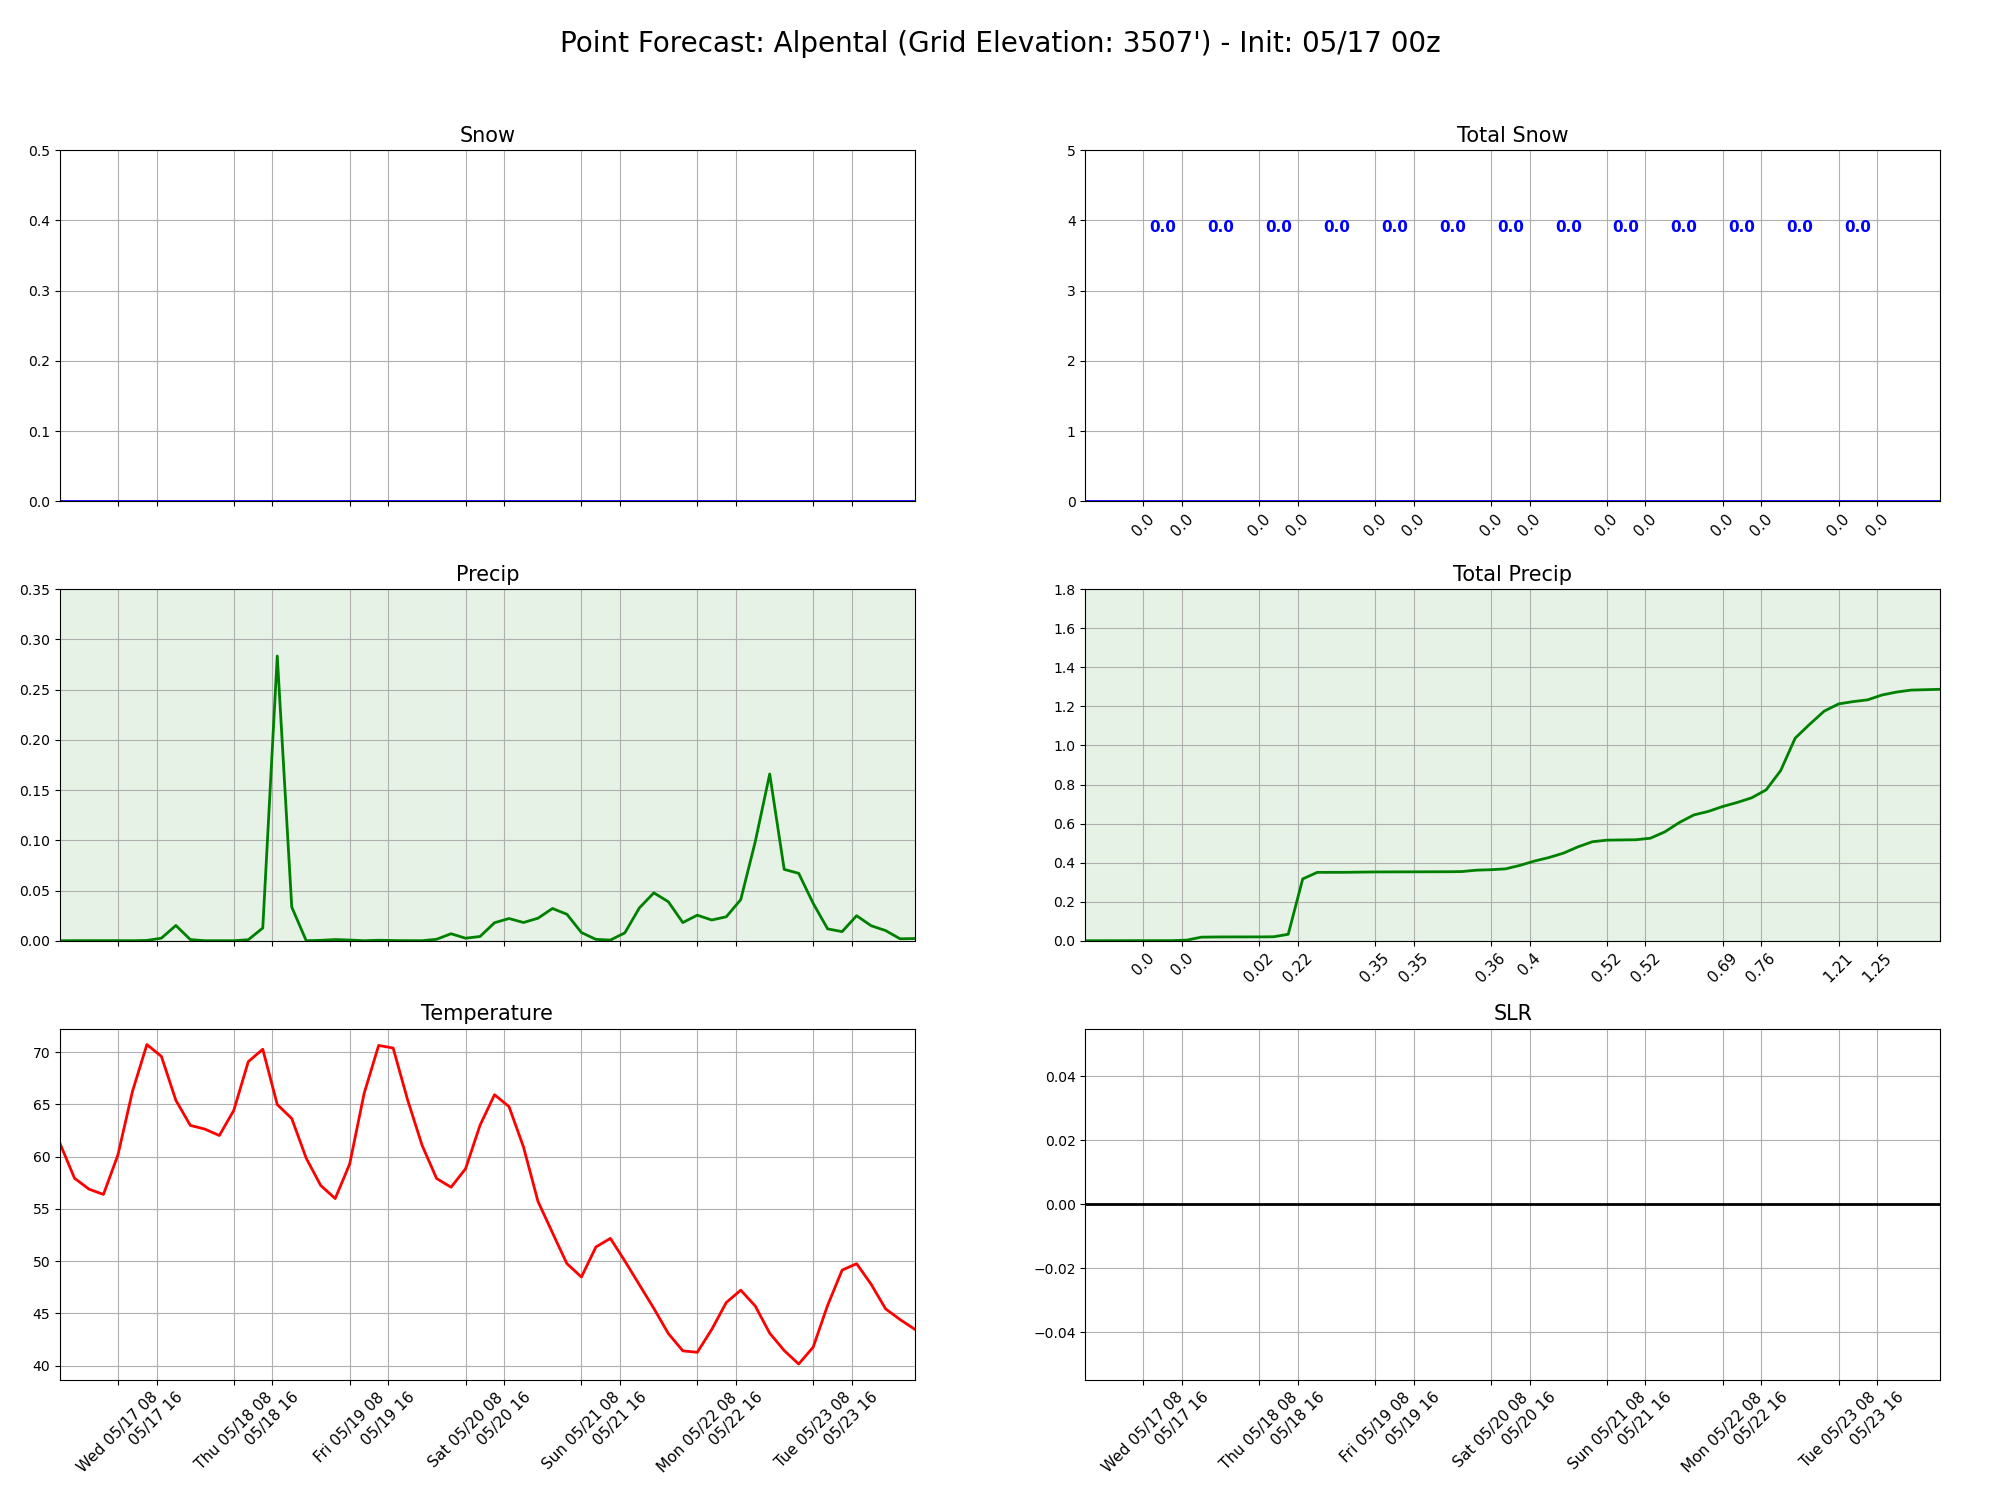 Point Forecast: Alpental (Grid Elevation: 3507') - Init: 05/17 00z
Snow
0.5
0.4
0.3
0.2
0.1
0.0
Total Snow
5
4
3
2
1
0
0.0 0.0 0.0 0.0 0.0 0.0 0.0 0.0 0.0 0.0 0.0 0.0 0.0
0.0 0.0 0.0 0.0 0.0 0.0 0.0 0.0 0.0 0.0 0.0 0.0 0.0 0.0
Precip
0.35
0.30
0.25
0.20
0.15
0.10
0.05
0.00
Total Precip
1.8
1.6
1.4
1.2
1.0
0.8
0.6
0.4
0.2
0.0
0.0 0.0 0.02 0.22 0.35 0.35 0.36 0.4 0.52 0.52 0.69 0.76 1.21 1.25
Temperature
70
65
60
55
50
45
40
Wed 05/17 08
05/17 16
Thu 05/18 08
05/18 16
Fri 05/19 08
05/19 16
Sat 05/20 08
05/20 16
Sun 05/21 08
05/21 16
Mon 05/22 08
05/22 16
Tue 05/23 08
05/23 16
SLR
0.04
0.02
0.00
−0.02
−0.04
Wed 05/17 08
05/17 16
Thu 05/18 08
05/18 16
Fri 05/19 08
05/19 16
Sat 05/20 08
05/20 16
Sun 05/21 08
05/21 16
Mon 05/22 08
05/22 16
Tue 05/23 08
05/23 16